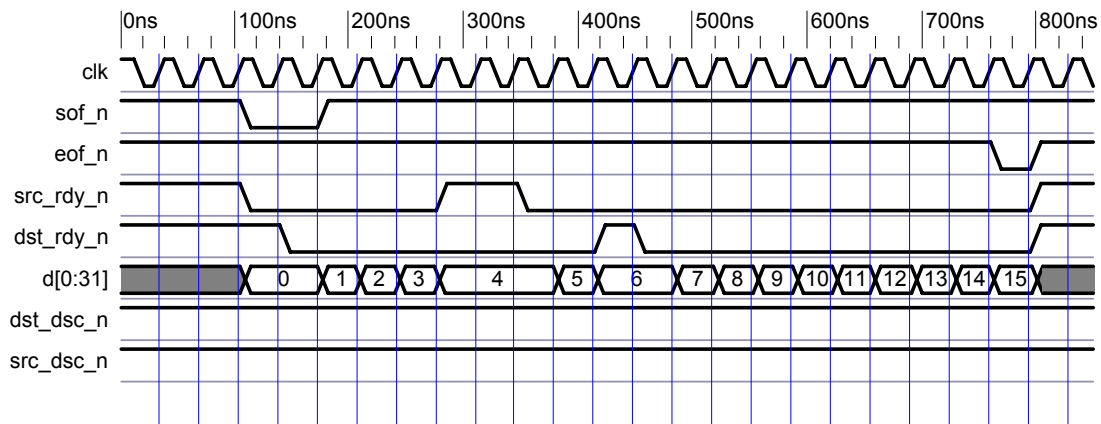 0ns 100ns 200ns 300ns 400ns 500ns 600ns 700ns 800ns
clk
sof_n
eof_n
src_rdy_n
dst_rdy_n
d[0:31] 0 1 2 3 4 5 6 7 8 9 10 11 12 13 14 15
dst_dsc_n
src_dsc_n